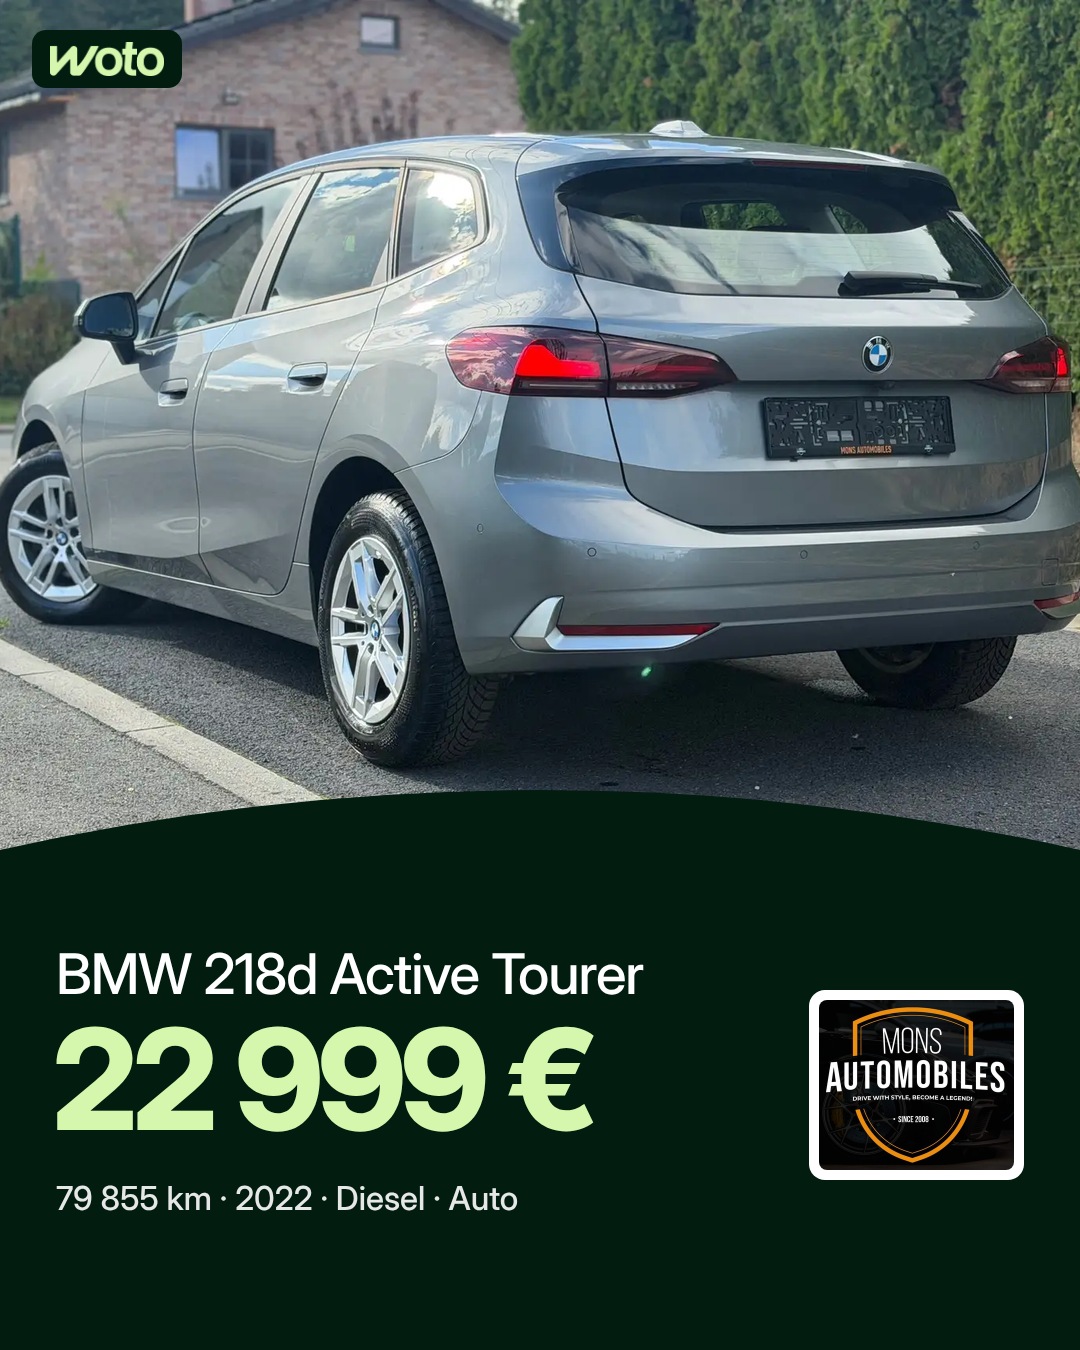 woto
MONS AUTOMOBILES
BMW 218d Active Tourer
22 999 €
79 855 km · 2022 · Diesel · Auto
MONS
AUTOMOBILES
DRIVE WITH STYLE, BECOME A LEGEND!
· SINCE 2008 ·